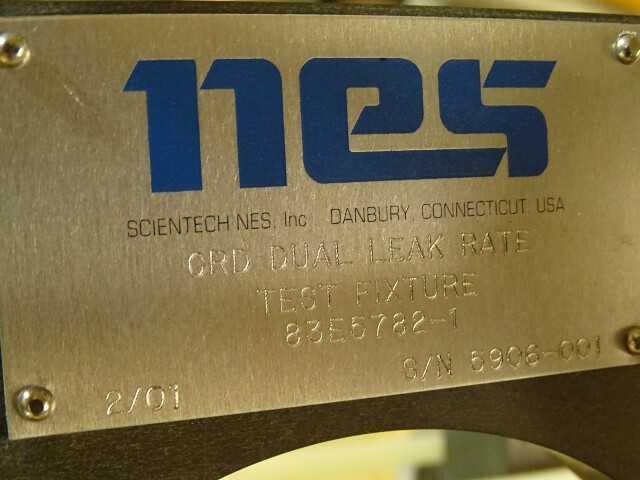 nes
SCIENTECH NES, Inc. DANBURY, CONNECTICUT, USA
CRD DUAL LEAK RATE
TEST FIXTURE
83E5782-1
S/N 5906-001
2/01